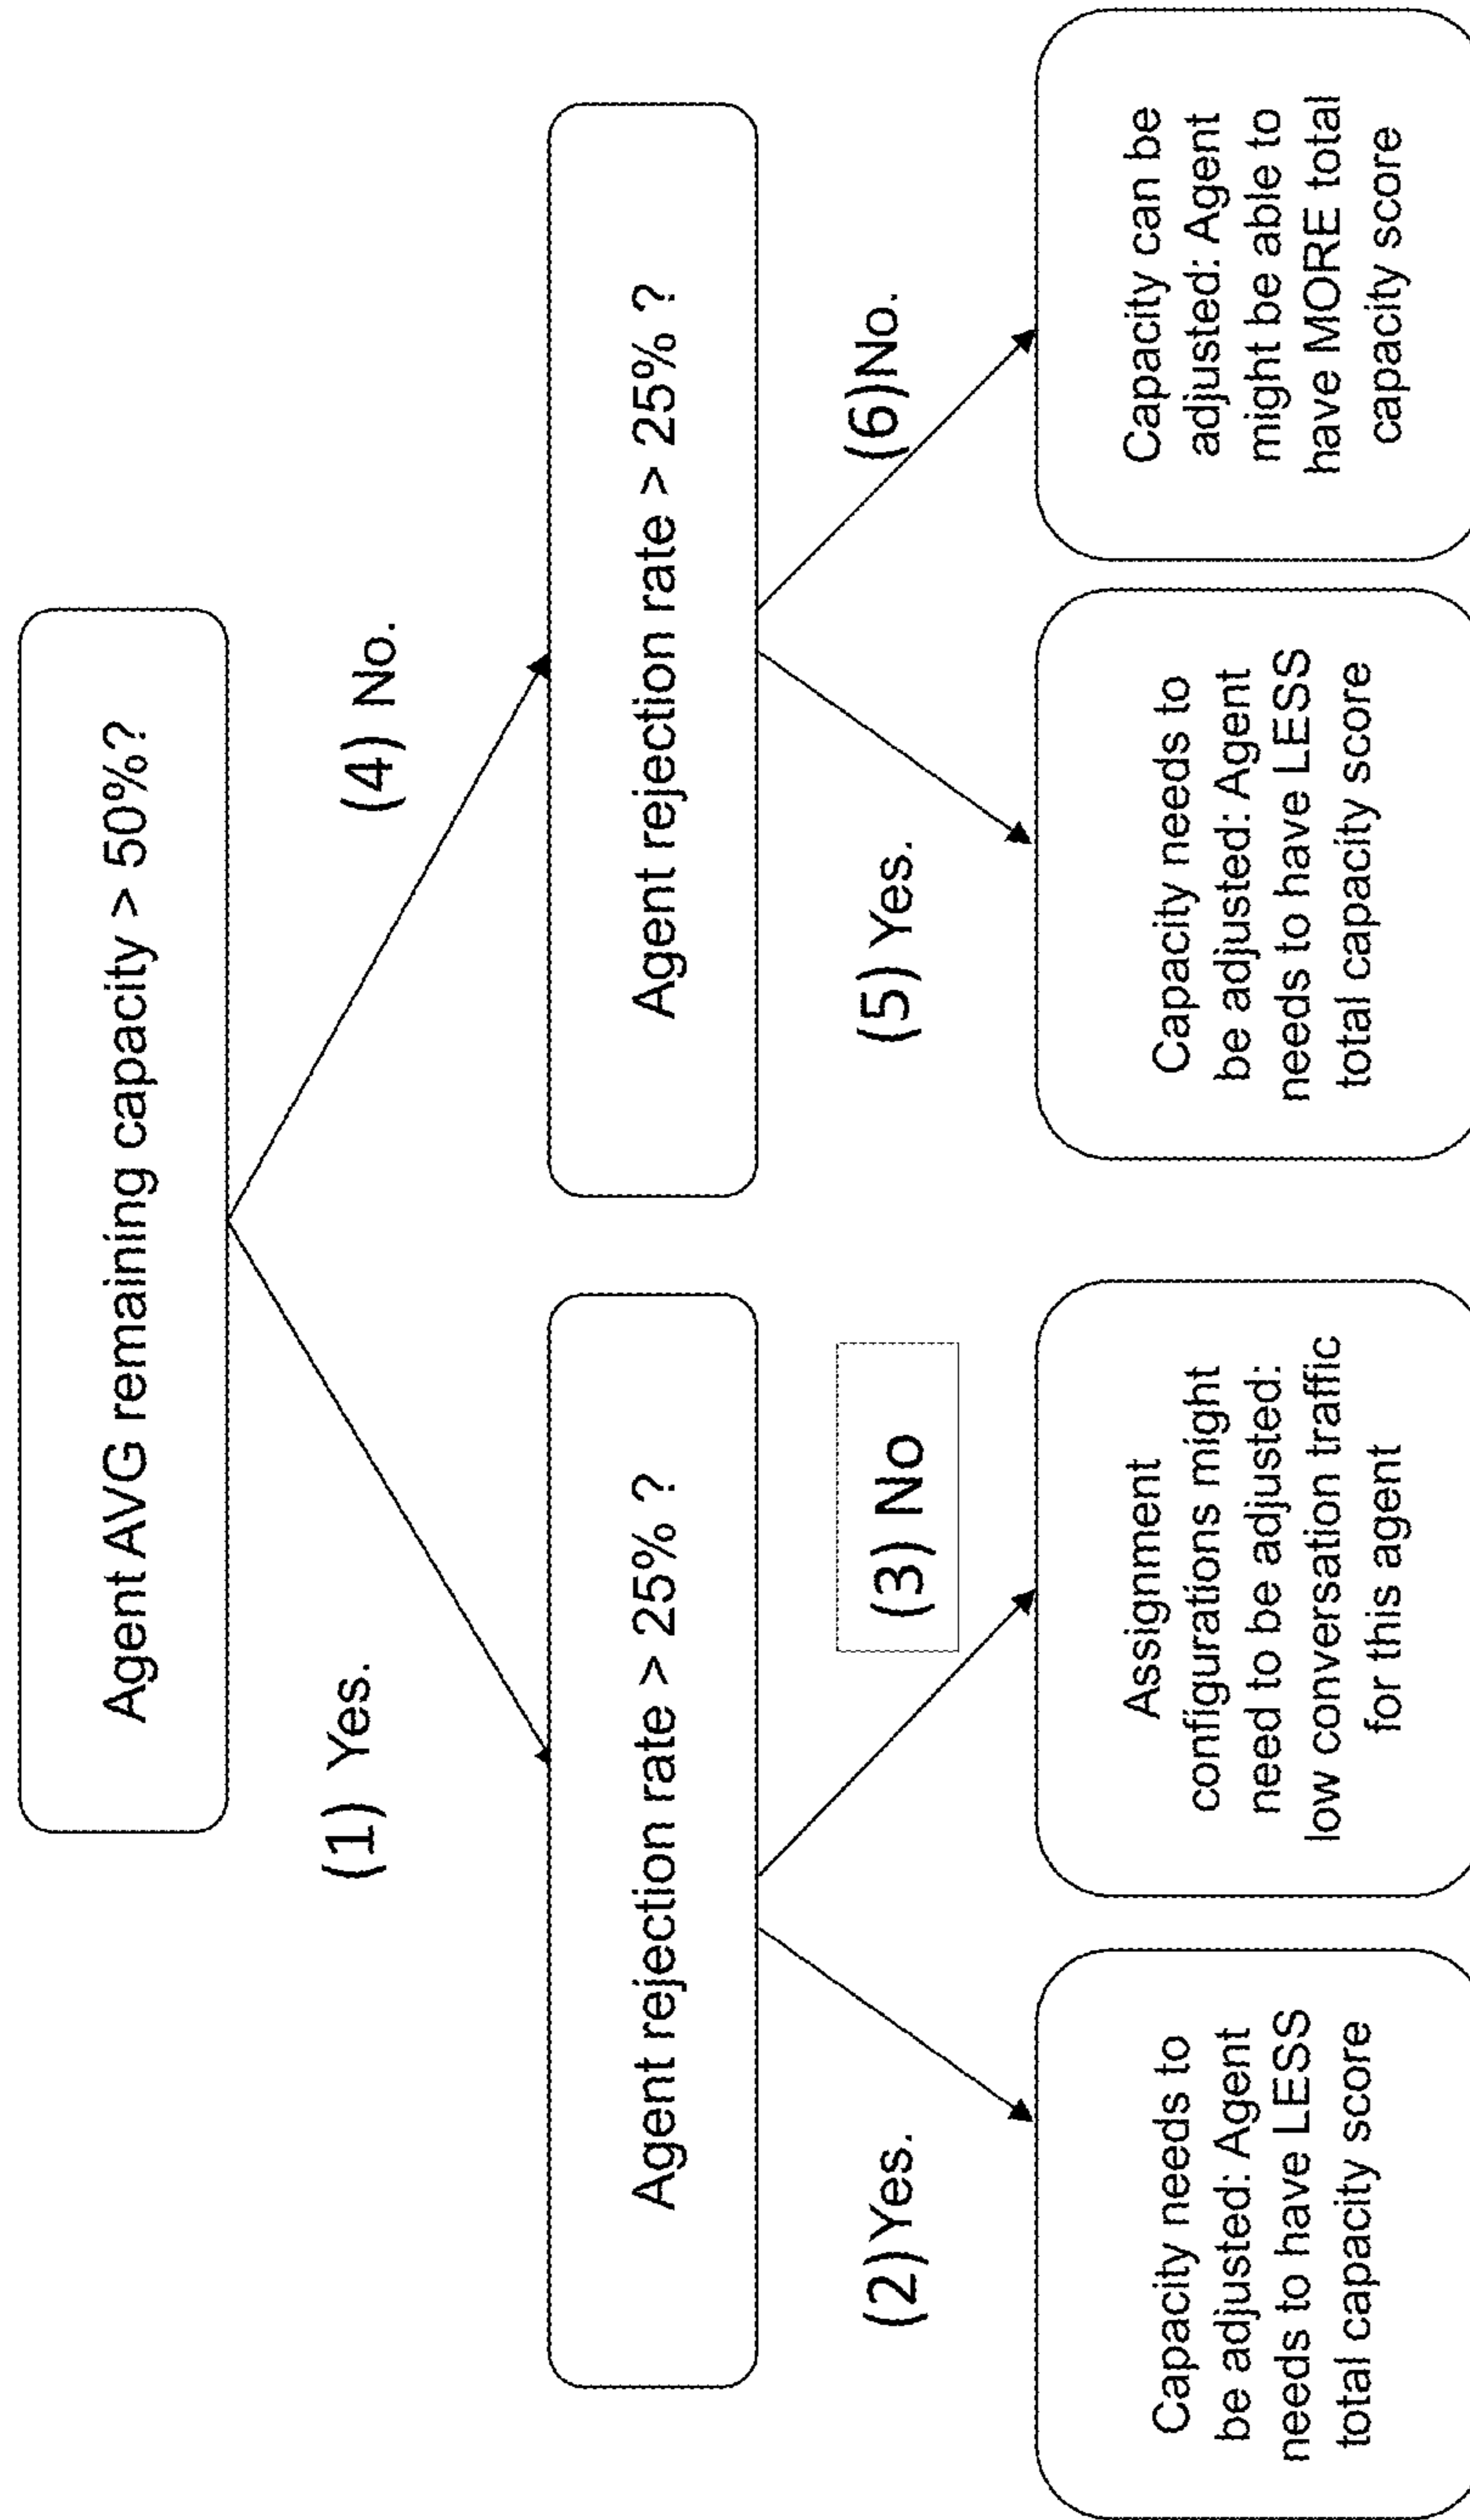 Agent AVG remaining capacity > 50%?
(1) Yes.
(4) No.
Agent rejection rate > 25% ?
Agent rejection rate > 25% ?
(2)Yes.
(3) No
(5) Yes.
(6)No.
Capacity needs to
be adjusted: Agent
needs to have LESS
total capacity score
Assignment
configurations might
need to be adjusted:
low conversation traffic
for this agent
Capacity needs to
be adjusted: Agent
needs to have LESS
total capacity score
Capacity can be
adjusted: Agent
might be able to
have MORE total
capacity score